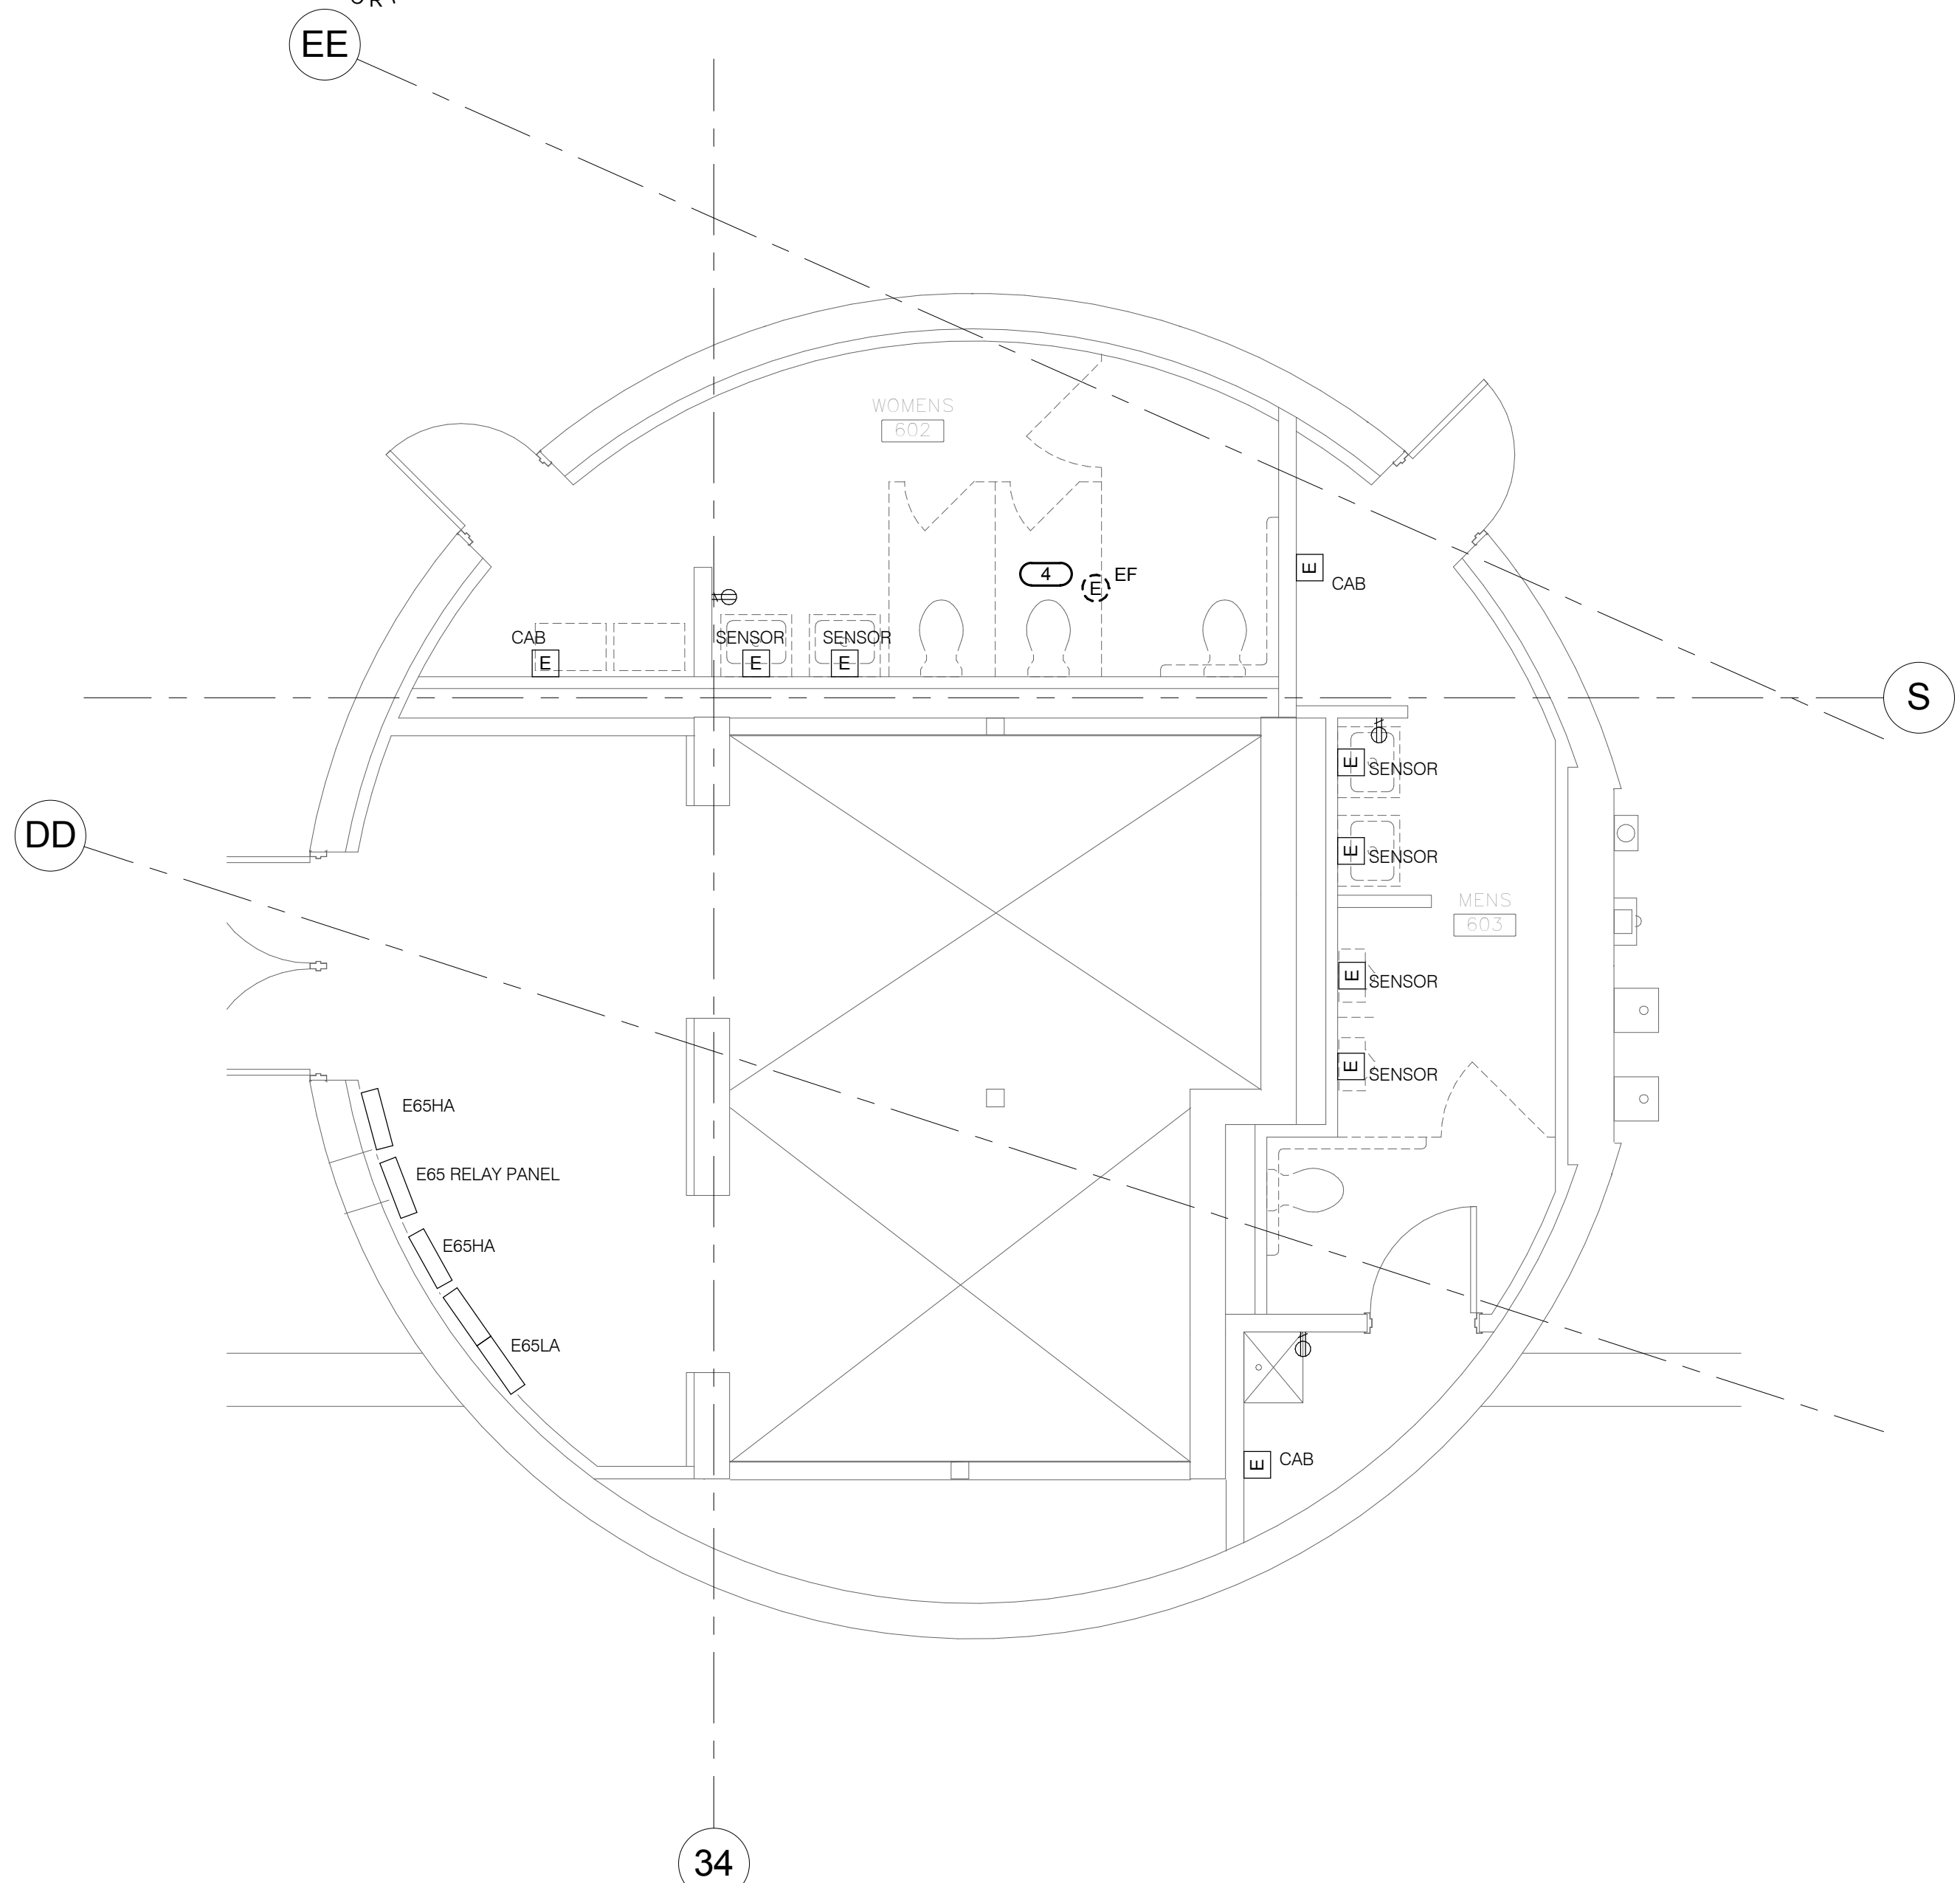 EE
WOMENS
602
4
E
EF
E
CAB
CAB
SENSOR
SENSOR
E
E
E
S
E
SENSOR
DD
E
SENSOR
MENS
603
E
SENSOR
E
SENSOR
E65HA
E65 RELAY PANEL
E65HA
E65LA
E
CAB
34